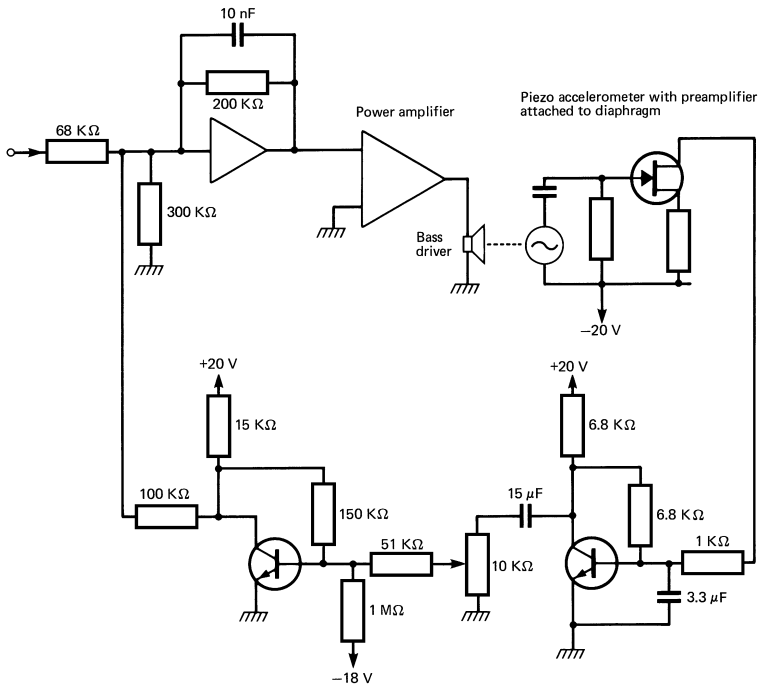 10 nF
200 KΩ
68 KΩ
300 KΩ
Power amplifier
Piezo accelerometer with preamplifier
attached to diaphragm
Bass
driver
−20 V
+20 V
15 KΩ
100 KΩ
150 KΩ
51 KΩ
1 MΩ
−18 V
15 μF
10 KΩ
+20 V
6.8 KΩ
6.8 KΩ
1 KΩ
3.3 μF